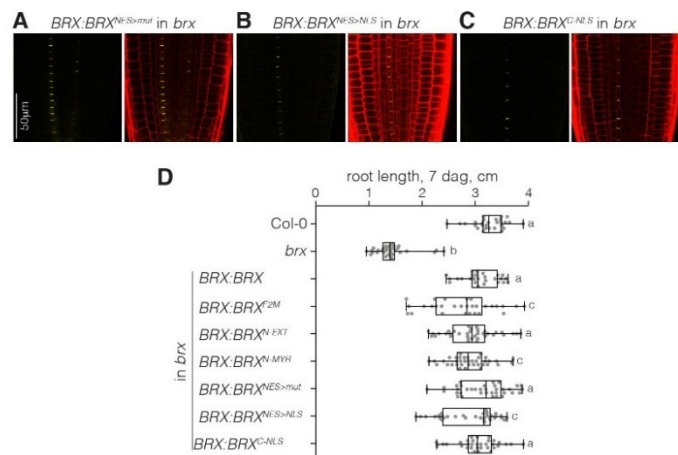 A BRX:BRX^NES>mut in brx B BRX:BRX^NES>NLS in brx C BRX:BRX^C-NLS in brx
50μm
D root length, 7 dag, cm
0 1 2 3 4
Col-0 a
brx b
in brx
BRX:BRX a
BRX:BRX^F2M c
BRX:BRX^N-EXT a
BRX:BRX^N-MYR c
BRX:BRX^NES>mut a
BRX:BRX^NES>NLS c
BRX:BRX^C-NLS a